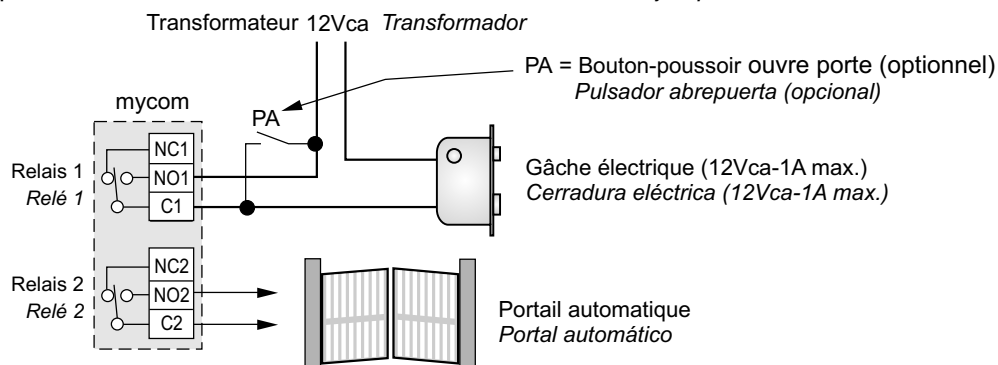 Transformateur 12Vca Transformador
PA = Bouton-poussoir ouvre porte (optionnel)
Pulsador abrepuerta (opcional)
mycom
PA
NC1
Relais 1
NO1
Relé 1
C1
Gâche électrique (12Vca-1A max.)
Cerradura eléctrica (12Vca-1A max.)
NC2
Relais 2
NO2
Relé 2
C2
Portail automatique
Portal automático